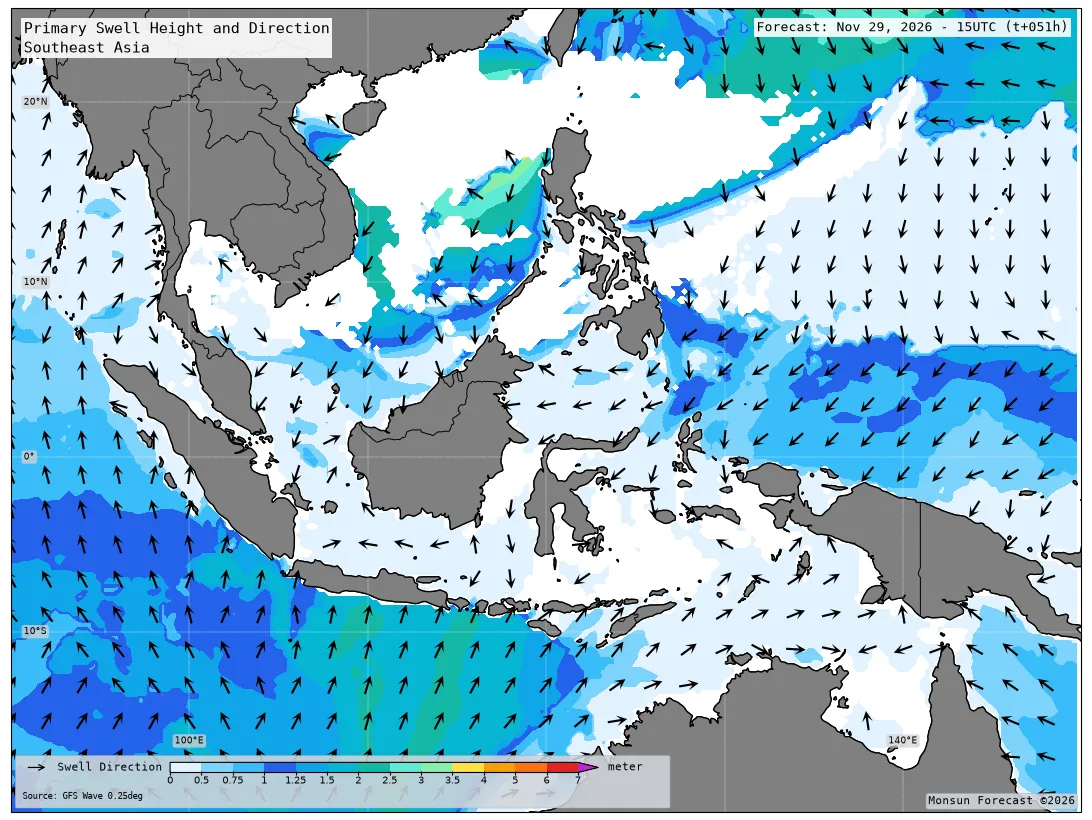 Primary Swell Height and Direction
Southeast Asia
Forecast: Nov 29, 2026 - 15UTC (t+051h)
20°N
10°N
0°
10°S
100°E
140°E
Swell Direction
meter
0 0.5 0.75 1 1.25 1.5 2 2.5 3 3.5 4 5 6 7
Source: GFS Wave 0.25deg
Monsun Forecast ©2026